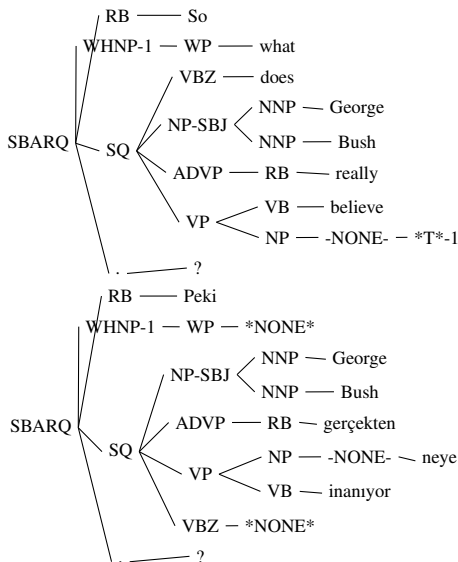 RB So
WHNP-1 WP what
VBZ does
NNP George
NP-SBJ
NNP Bush
SBARQ SQ
ADVP RB really
VB believe
VP
NP -NONE- *T*-1
. ?
RB Peki
WHNP-1 WP *NONE*
NNP George
NP-SBJ
NNP Bush
ADVP RB gerçekten
SBARQ
SQ
NP -NONE- neye
VP
VB inanıyor
VBZ *NONE*
. ?